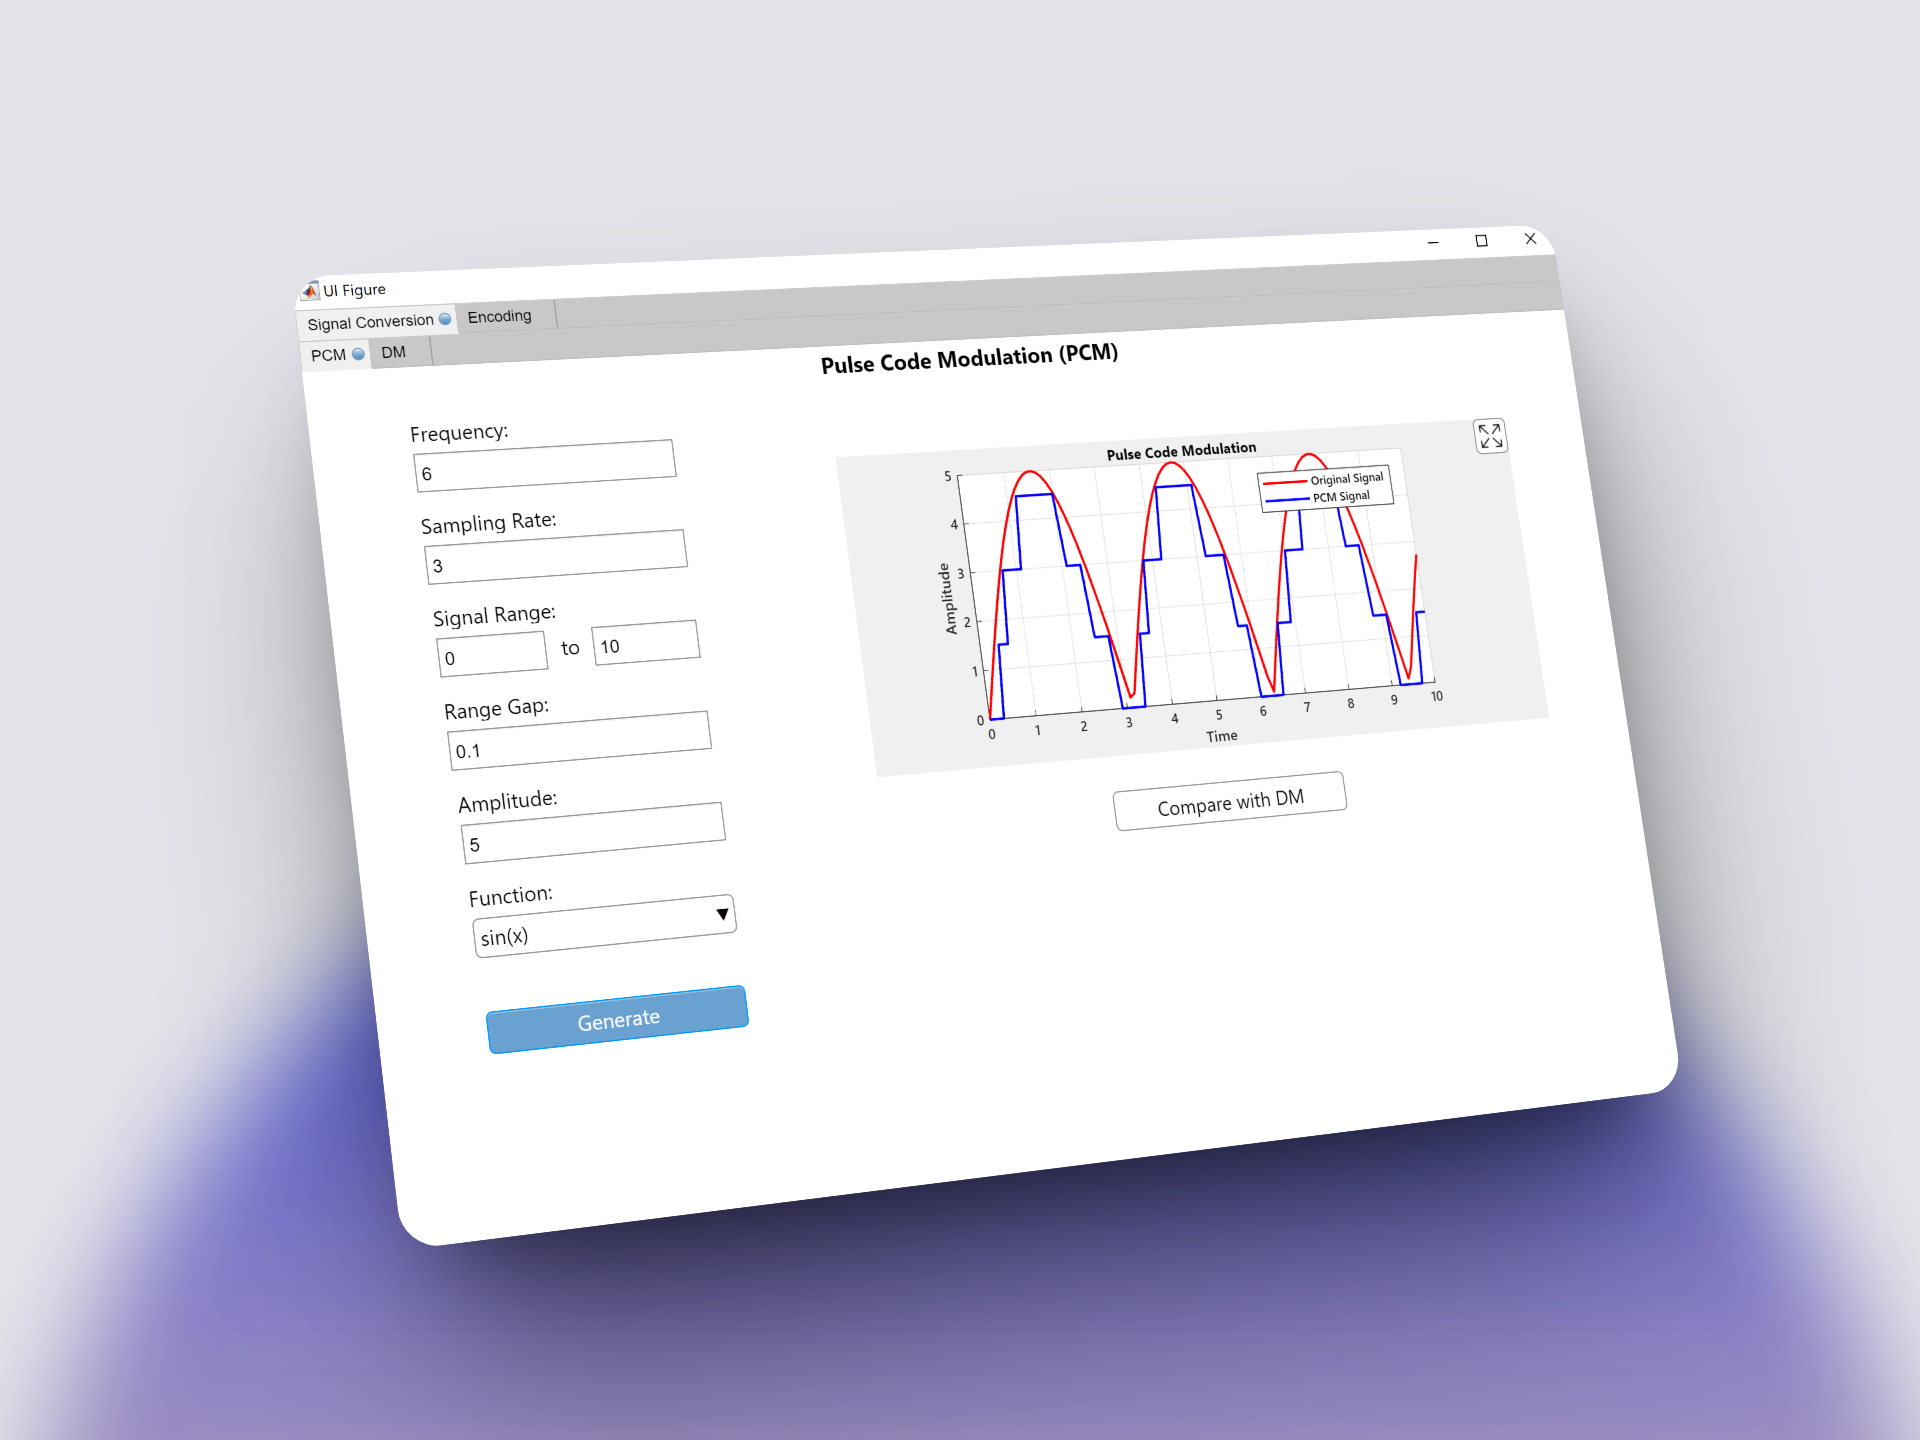 UI Figure
Signal Conversion
Encoding
PCM
DM
Pulse Code Modulation (PCM)
Frequency:
6
Sampling Rate:
3
Signal Range:
0 to 10
Range Gap:
0.1
Amplitude:
5
Function:
sin(x)
Generate
Pulse Code Modulation
Original Signal
PCM Signal
Amplitude
5
4
3
2
1
0
0 1 2 3 4 5 6 7 8 9 10
Time
Compare with DM